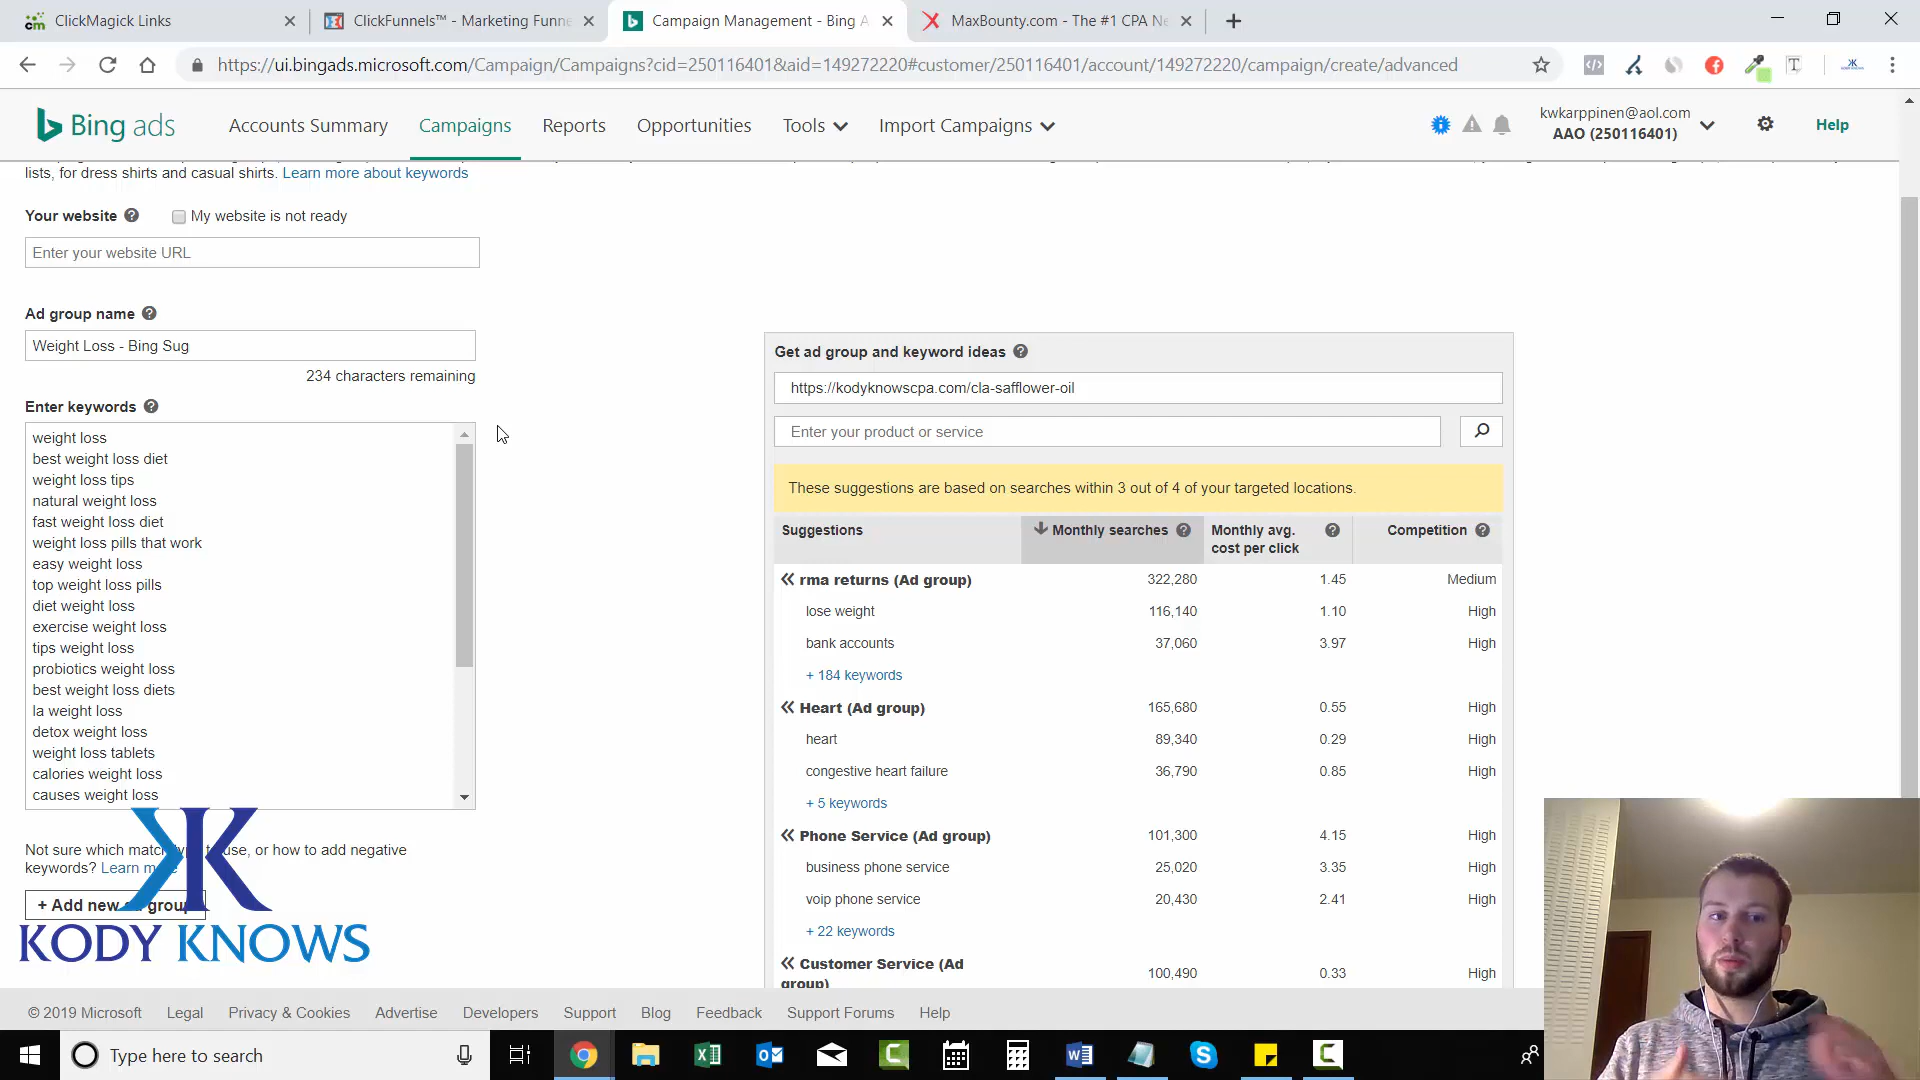 ClickMagick Links
ClickFunnels™ - Marketing Funne
Campaign Management - Bing A
MaxBounty.com - The #1 CPA Ne
https://ui.bingads.microsoft.com/Campaign/Campaigns?cid=250116401&aid=149272220#customer/250116401/account/149272220/campaign/create/advanced
Bing ads
Accounts Summary
Campaigns
Reports
Opportunities
Tools
Import Campaigns
kwkarppinen@aol.com
AAO (250116401)
Help
lists, for dress shirts and casual shirts. Learn more about keywords
Your website
My website is not ready
Enter your website URL
Ad group name
Weight Loss - Bing Sug
234 characters remaining
Enter keywords
weight loss
best weight loss diet
weight loss tips
natural weight loss
fast weight loss diet
weight loss pills that work
easy weight loss
top weight loss pills
diet weight loss
exercise weight loss
tips weight loss
probiotics weight loss
best weight loss diets
la weight loss
detox weight loss
weight loss tablets
calories weight loss
causes weight loss
Not sure which match type to use, or how to add negative
keywords? Learn more
+ Add new ad group
KODY KNOWS
Get ad group and keyword ideas
https://kodyknowscpa.com/cla-safflower-oil
Enter your product or service
These suggestions are based on searches within 3 out of 4 of your targeted locations.
Suggestions Monthly searches Monthly avg. cost per click Competition
rma returns (Ad group) 322,280 1.45 Medium
lose weight 116,140 1.10 High
bank accounts 37,060 3.97 High
+ 184 keywords
Heart (Ad group) 165,680 0.55 High
heart 89,340 0.29 High
congestive heart failure 36,790 0.85 High
+ 5 keywords
Phone Service (Ad group) 101,300 4.15 High
business phone service 25,020 3.35 High
voip phone service 20,430 2.41 High
+ 22 keywords
Customer Service (Ad group) 100,490 0.33 High
© 2019 Microsoft Legal Privacy & Cookies Advertise Developers Support Blog Feedback Support Forums Help
Type here to search